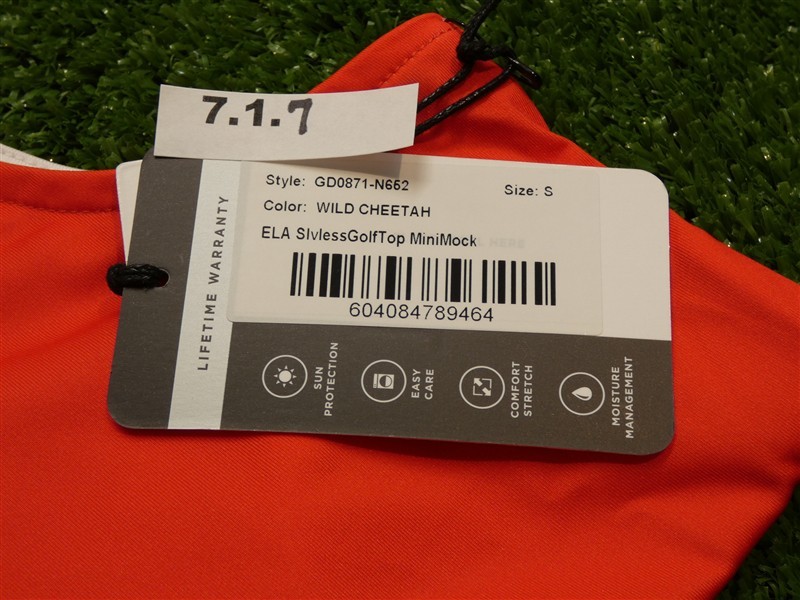 7.1.7
Style: GD0871-N652 Size: S
Color: WILD CHEETAH
ELA SlvlessGolfTop MiniMock
604084789464
LIFETIME WARRANTY
SUN
PROTECTION
EASY
CARE
COMFORT
STRETCH
MOISTURE
MANAGEMENT